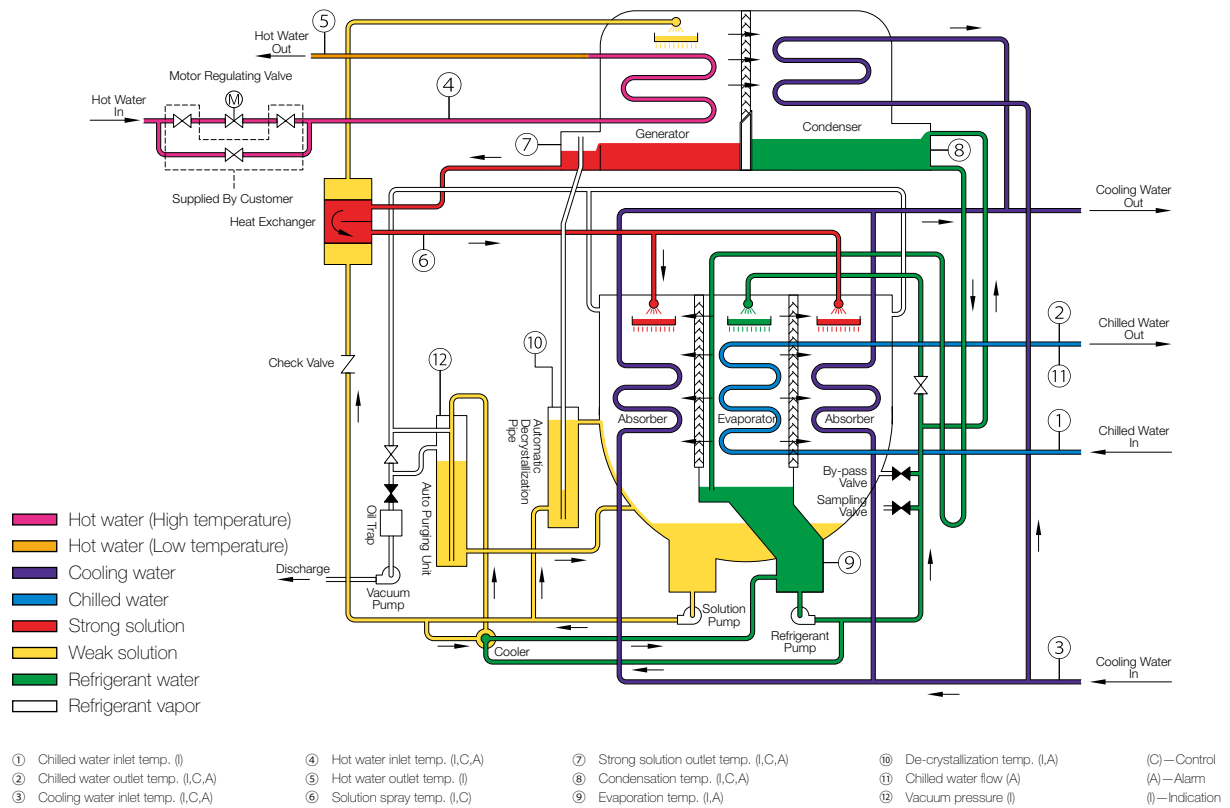 5
Hot Water
Out
Motor Regulating Valve
Hot Water
In
M
4
Supplied By Customer
Generator
Condenser
7
8
Heat Exchanger
6
Cooling Water
Out
2
Chilled Water
Out
11
Check Valve
12
10
Automatic
Decrystallization
Pipe
Absorber
Evaporator
Absorber
1
Chilled Water
In
By-pass
Valve
Sampling
Valve
Oil Trap
Auto Purging Unit
Discharge
Vacuum
Pump
9
Solution
Pump
Refrigerant
Pump
Cooler
3
Cooling Water
In
Hot water (High temperature)
Hot water (Low temperature)
Cooling water
Chilled water
Strong solution
Weak solution
Refrigerant water
Refrigerant vapor
① Chilled water inlet temp. (I)
② Chilled water outlet temp. (I,C,A)
③ Cooling water inlet temp. (I,C,A)
④ Hot water inlet temp. (I,C,A)
⑤ Hot water outlet temp. (I)
⑥ Solution spray temp. (I,C)
⑦ Strong solution outlet temp. (I,C,A)
⑧ Condensation temp. (I,C,A)
⑨ Evaporation temp. (I,A)
⑩ De-crystallization temp. (I,A)
⑪ Chilled water flow (A)
⑫ Vacuum pressure (I)
(C)—Control
(A)—Alarm
(I)—Indication